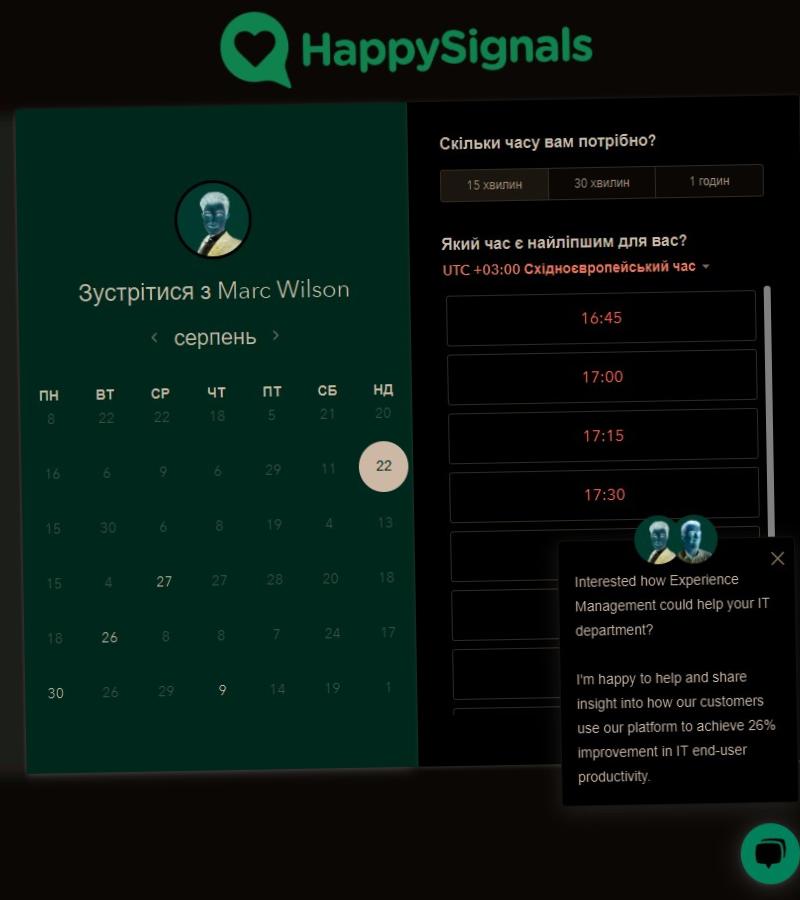 HappySignals
Зустрітися з Marc Wilson
серпень
ПН ВТ СР ЧТ ПТ СБ НД
8 22 22 18 5 21 20
16 6 9 6 29 11 22
15 30 6 8 19 4 13
15 4 27 27 28 20 18
18 26 8 8 7 24 17
30 26 29 9 14 19 1
Скільки часу вам потрібно?
15 хвилин 30 хвилин 1 годин
Який час є найліпшим для вас?
UTC +03:00 Східноєвропейський час
16:45
17:00
17:15
17:30
Interested how Experience
Management could help your IT
department?
I'm happy to help and share
insight into how our customers
use our platform to achieve 26%
improvement in IT end-user
productivity.